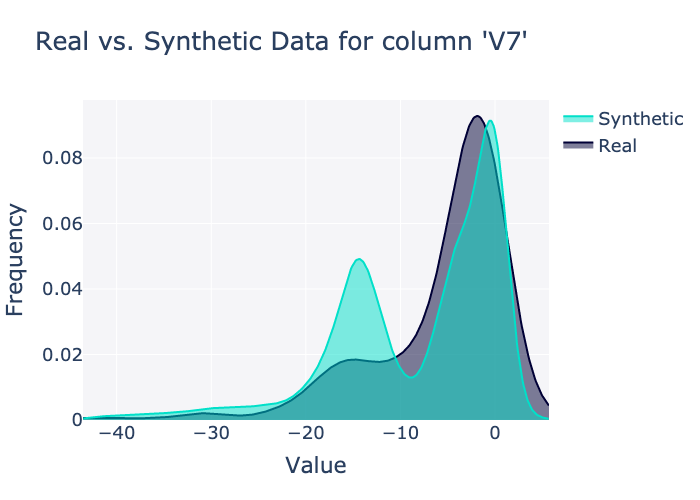 Real vs. Synthetic Data for column 'V7'
Synthetic
Real
Frequency
0.08
0.06
0.04
0.02
0
−40
−30
−20
−10
0
Value